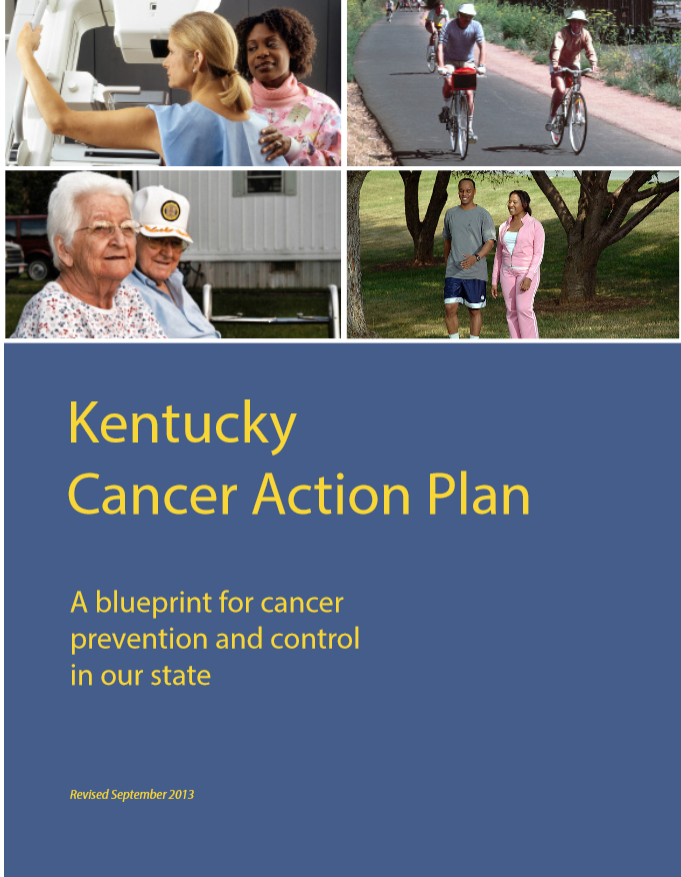 Kentucky
Cancer Action Plan
A blueprint for cancer
prevention and control
in our state
Revised September 2013